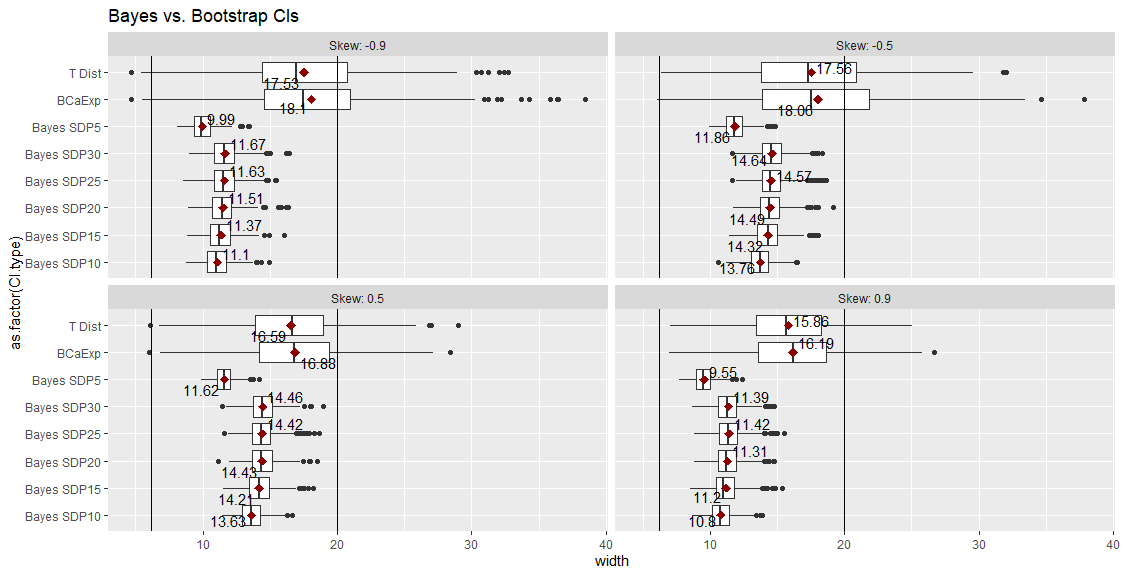 Bayes vs. Bootstrap CIs
Skew: -0.9
Skew: -0.5
T Dist
17.53
17.56
BCaExp
18.1
18.06
Bayes SDP5
9.99
11.86
Bayes SDP30
11.67
14.64
Bayes SDP25
11.63
14.57
Bayes SDP20
11.51
14.49
Bayes SDP15
11.37
14.32
Bayes SDP10
11.1
13.76
as.factor(CI.type)
Skew: 0.5
Skew: 0.9
T Dist
16.59
15.86
BCaExp
16.88
16.19
Bayes SDP5
11.62
9.55
Bayes SDP30
14.46
11.39
Bayes SDP25
14.42
11.42
Bayes SDP20
14.43
11.31
Bayes SDP15
14.21
11.2
Bayes SDP10
13.63
10.8
10 20 30 40
10 20 30 40
width